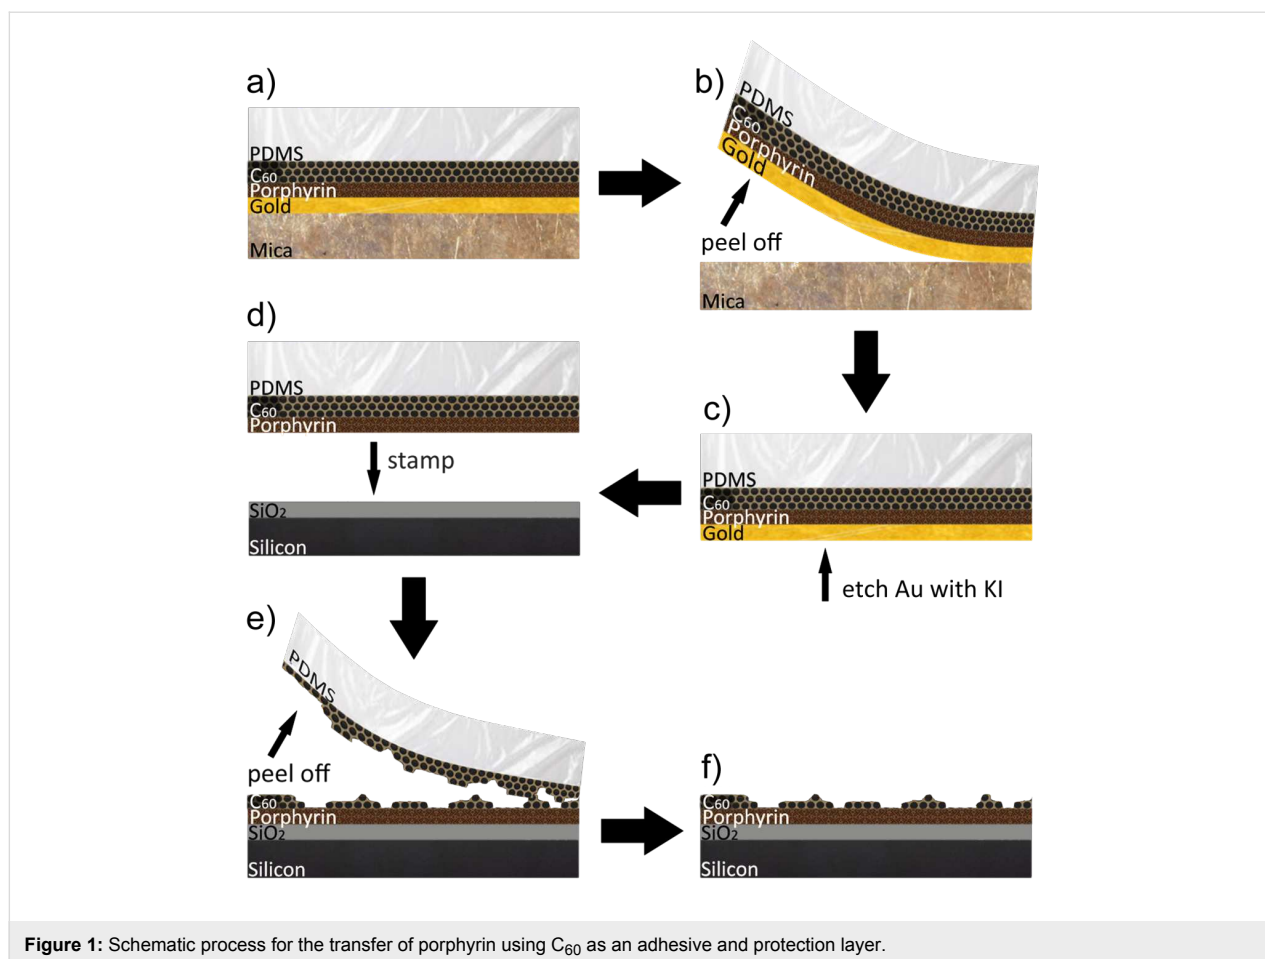 a)
PDMS
C60
Porphyrin
Gold
Mica
b)
PDMS
C60
Porphyrin
Gold
peel off
Mica
c)
PDMS
C60
Porphyrin
Gold
etch Au with KI
d)
PDMS
C60
Porphyrin
stamp
SiO2
Silicon
e)
PDMS
peel off
C60
Porphyrin
SiO2
Silicon
f)
C60
Porphyrin
SiO2
Silicon
Figure 1: Schematic process for the transfer of porphyrin using C60 as an adhesive and protection layer.